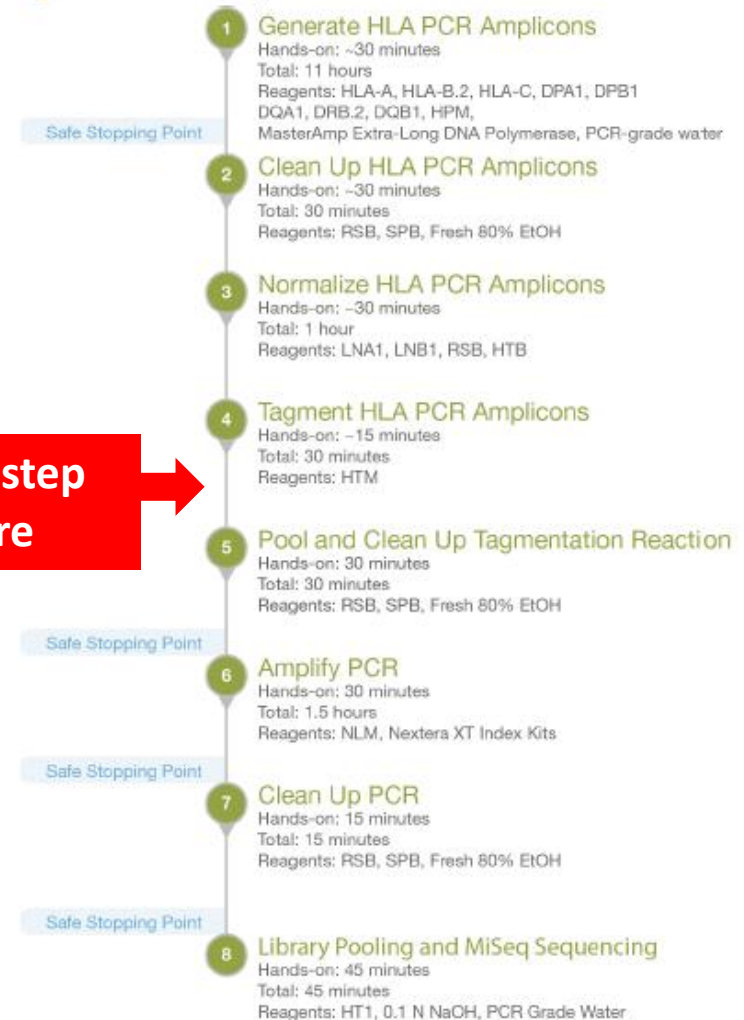 1
Generate HLA PCR Amplicons
Hands-on: ~30 minutes
Total: 11 hours
Reagents: HLA-A, HLA-B.2, HLA-C, DPA1, DPB1
DQA1, DRB.2, DQB1, HPM,
MasterAmp Extra-Long DNA Polymerase, PCR-grade water
Safe Stopping Point
2
Clean Up HLA PCR Amplicons
Hands-on: ~30 minutes
Total: 30 minutes
Reagents: RSB, SPB, Fresh 80% EtOH
3
Normalize HLA PCR Amplicons
Hands-on: ~30 minutes
Total: 1 hour
Reagents: LNA1, LNB1, RSB, HTB
4
Tagment HLA PCR Amplicons
Hands-on: ~15 minutes
Total: 30 minutes
Reagents: HTM
step
re
5
Pool and Clean Up Tagmentation Reaction
Hands-on: 30 minutes
Total: 30 minutes
Reagents: RSB, SPB, Fresh 80% EtOH
Safe Stopping Point
6
Amplify PCR
Hands-on: 30 minutes
Total: 1.5 hours
Reagents: NLM, Nextera XT Index Kits
Safe Stopping Point
7
Clean Up PCR
Hands-on: 15 minutes
Total: 15 minutes
Reagents: RSB, SPB, Fresh 80% EtOH
Safe Stopping Point
8
Library Pooling and MiSeq Sequencing
Hands-on: 45 minutes
Total: 45 minutes
Reagents: HT1, 0.1 N NaOH, PCR Grade Water